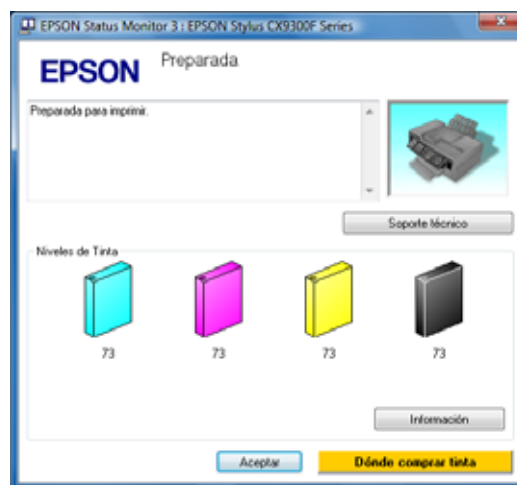 EPSON Status Monitor 3 : EPSON Stylus CX9300F Series
EPSON
Preparada
Preparada para imprimir.
Soporte técnico
Niveles de Tinta
73 73 73 73
Información
Aceptar Dónde comprar tinta